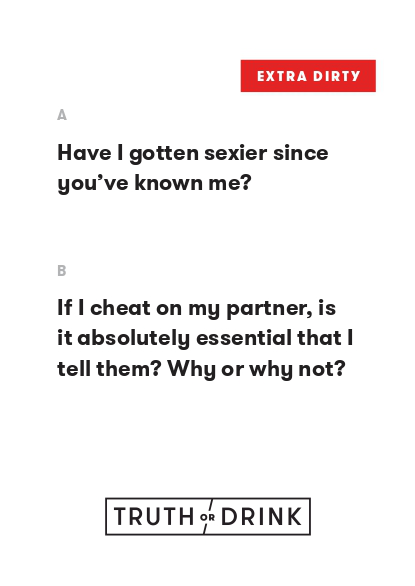 EXTRA DIRTY
A
Have I gotten sexier since
you’ve known me?
B
If I cheat on my partner, is
it absolutely essential that I
tell them? Why or why not?
TRUTH OR DRINK